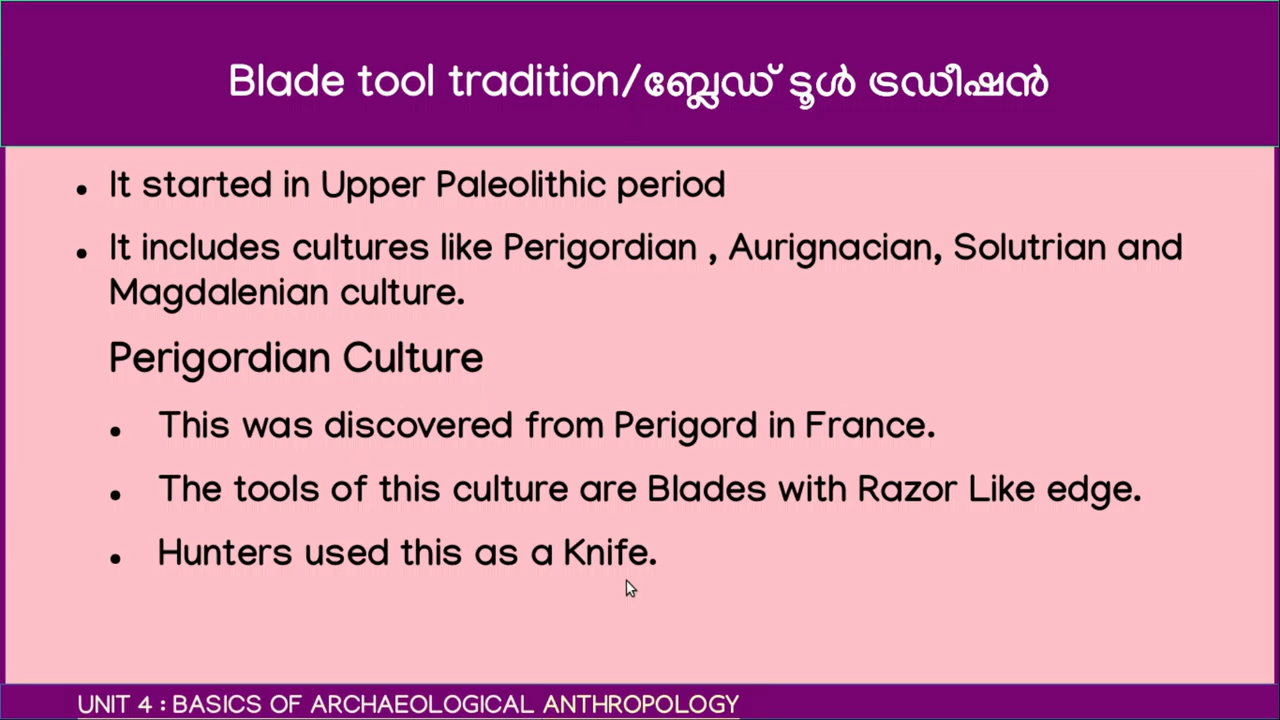 Blade tool tradition/ബ്ലേഡ് ടൂൾ ട്രഡീഷൻ
• It started in Upper Paleolithic period
• It includes cultures like Perigordian , Aurignacian, Solutrian and
Magdalenian culture.
Perigordian Culture
• This was discovered from Perigord in France.
• The tools of this culture are Blades with Razor Like edge.
• Hunters used this as a Knife.
UNIT 4 : BASICS OF ARCHAEOLOGICAL ANTHROPOLOGY